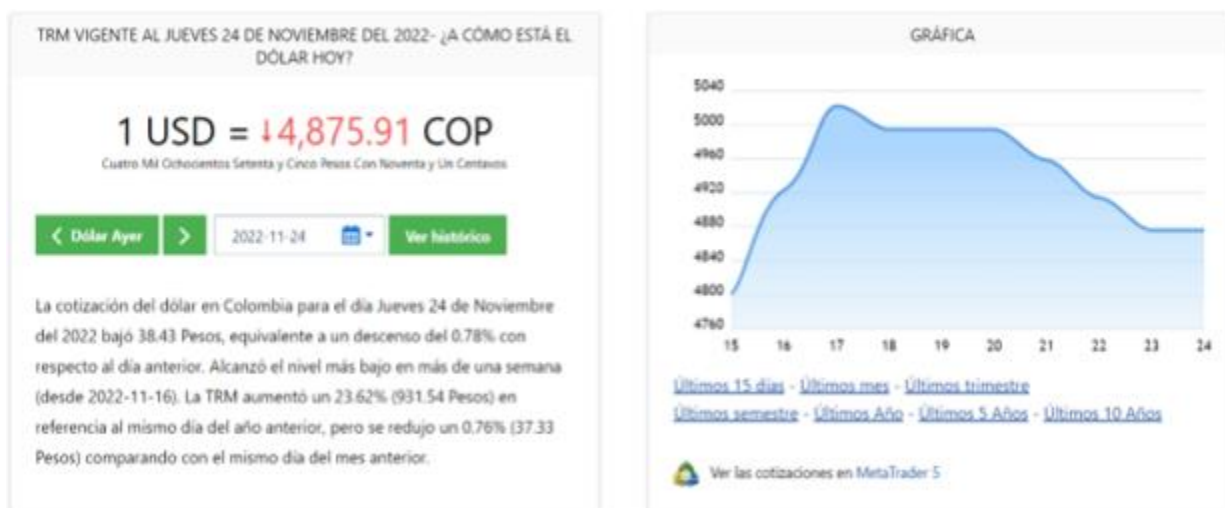 TRM VIGENTE AL JUEVES 24 DE NOVIEMBRE DEL 2022- ¿A CÓMO ESTÁ EL
DÓLAR HOY?
1 USD = ↓4,875.91 COP
Cuatro Mil Ochocientos Setenta y Cinco Pesos Con Noventa y Un Centavos
< Dólar Ayer
>
2022-11-24
Ver histórico
La cotización del dólar en Colombia para el día Jueves 24 de Noviembre
del 2022 bajó 38.43 Pesos, equivalente a un descenso del 0.78% con
respecto al día anterior. Alcanzó el nivel más bajo en más de una semana
(desde 2022-11-16). La TRM aumentó un 23.62% (931.54 Pesos) en
referencia al mismo día del año anterior, pero se redujo un 0.76% (37.33
Pesos) comparando con el mismo día del mes anterior.
GRÁFICA
5040
5000
4960
4920
4880
4840
4800
4760
15 16 17 18 19 20 21 22 23 24
Últimos 15 días - Últimos mes - Últimos trimestre
Últimos semestre - Últimos Año - Últimos 5 Años - Últimos 10 Años
Ver las cotizaciones en MetaTrader 5